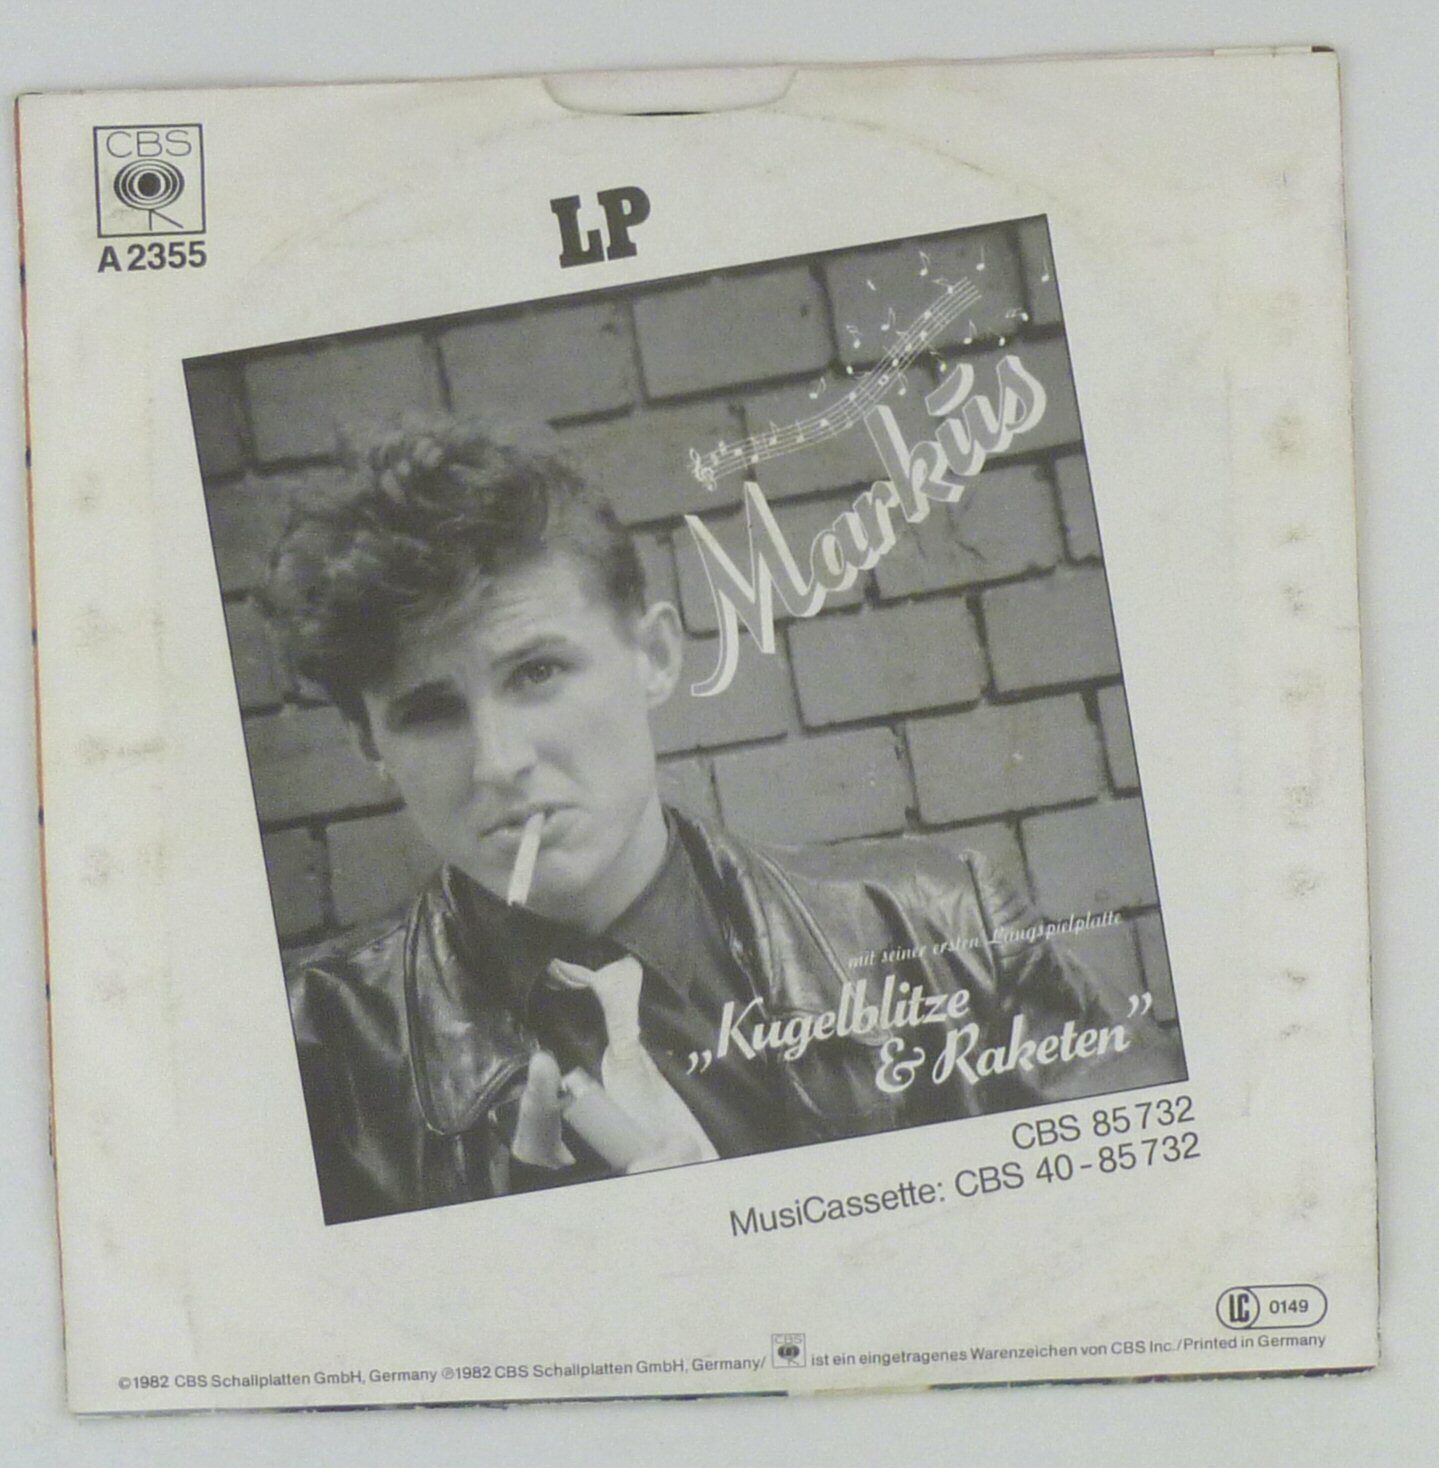 CBS
A 2355
LP
Markus
mit seiner ersten Langspielplatte
„Kugelblitze
& Raketen”
CBS 85 732
MusiCassette: CBS 40-85 732
LC 0149
©1982 CBS Schallplatten GmbH, Germany ℗1982 CBS Schallplatten GmbH, Germany/ CBS ist ein eingetragenes Warenzeichen von CBS Inc./Printed in Germany